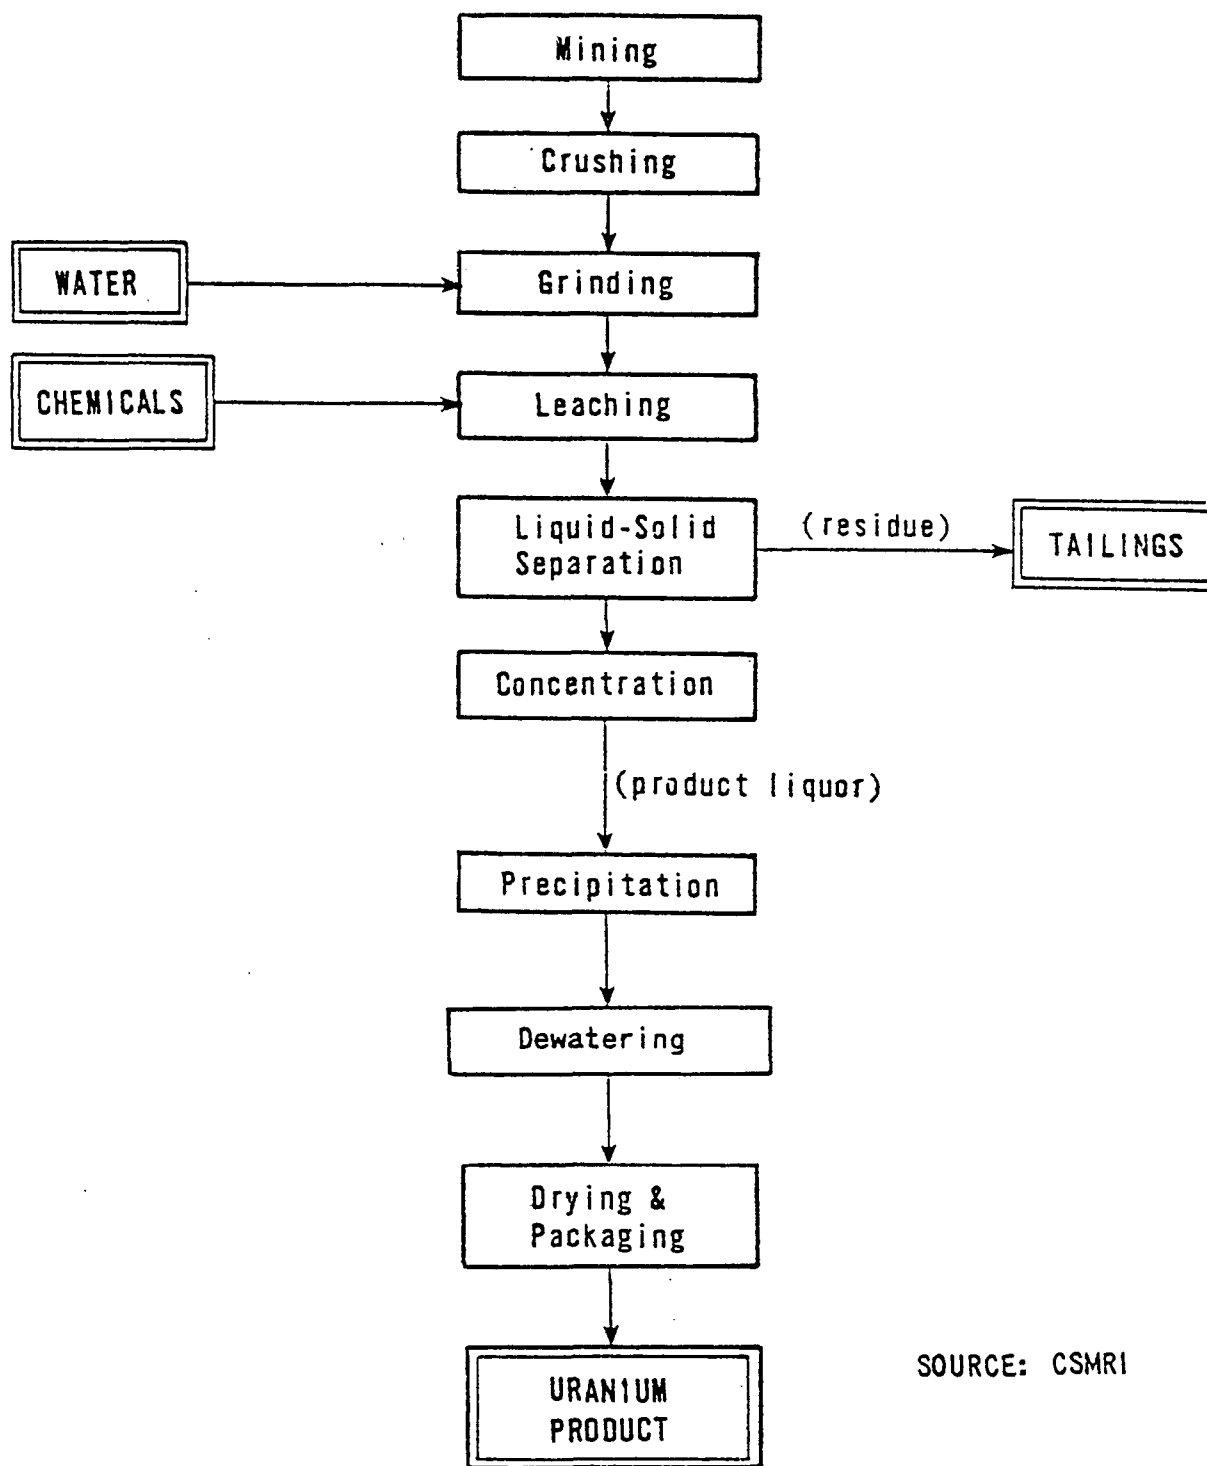 Mining
Crushing
WATER
Grinding
CHEMICALS
Leaching
Liquid-Solid
Separation
(residue)
TAILINGS
Concentration
(product liquor)
Precipitation
Dewatering
Drying &
Packaging
URANIUM
PRODUCT
SOURCE: CSMRI